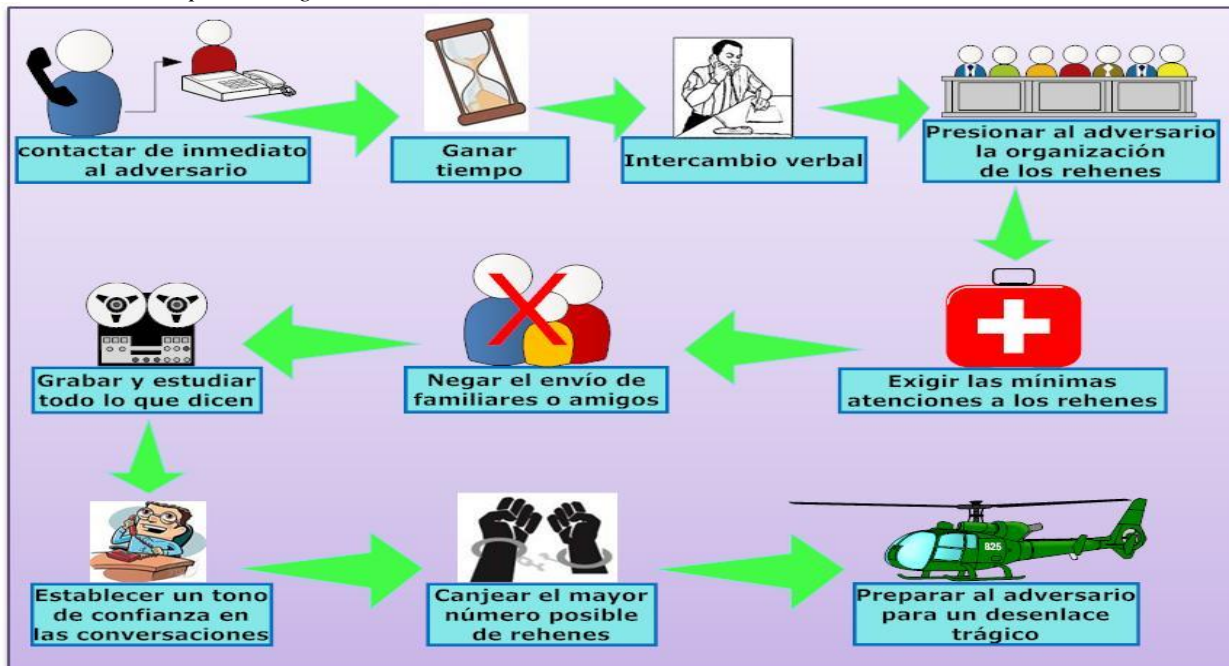 contactar de inmediato
al adversario
Ganar
tiempo
Intercambio verbal
Presionar al adversario
la organización
de los rehenes
Exigir las mínimas
atenciones a los rehenes
Negar el envío de
familiares o amigos
Grabar y estudiar
todo lo que dicen
Establecer un tono
de confianza en
las conversaciones
Canjear el mayor
número posible
de rehenes
825
Preparar al adversario
para un desenlace
trágico